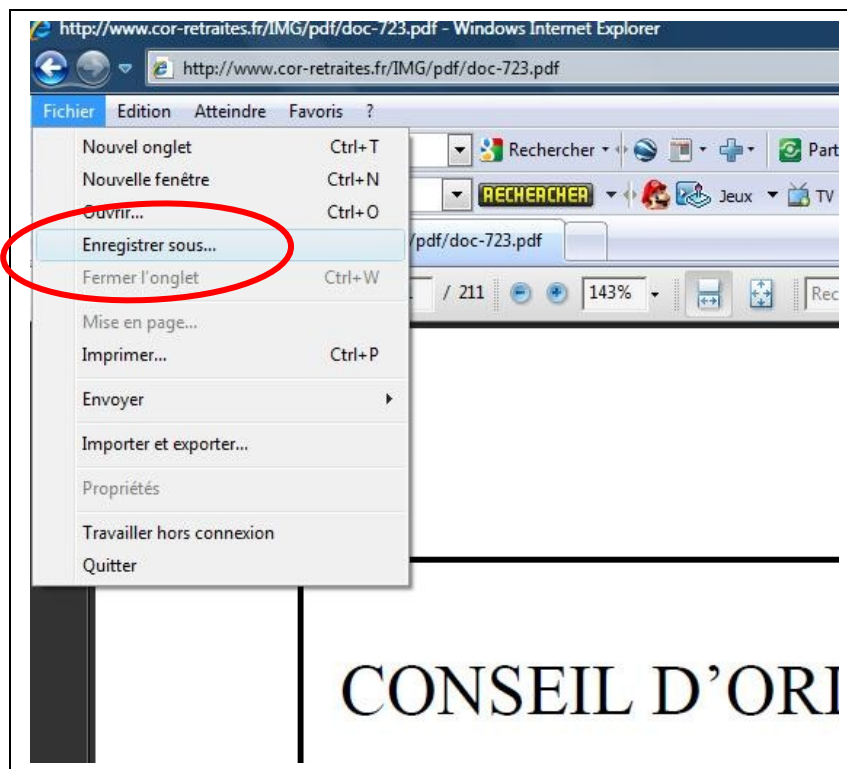 http://www.cor-retraites.fr/IMG/pdf/doc-723.pdf - Windows Internet Explorer
http://www.cor-retraites.fr/IMG/pdf/doc-723.pdf
Fichier Edition Atteindre Favoris ?
Nouvel onglet Ctrl+T Rechercher Part
Nouvelle fenêtre Ctrl+N RECHERCHER Jeux TV
Ouvrir... Ctrl+O
Enregistrer sous... /pdf/doc-723.pdf
Fermer l'onglet Ctrl+W / 211 143% Rec
Mise en page...
Imprimer... Ctrl+P
Envoyer
Importer et exporter...
Propriétés
Travailler hors connexion
Quitter
CONSEIL D'ORI